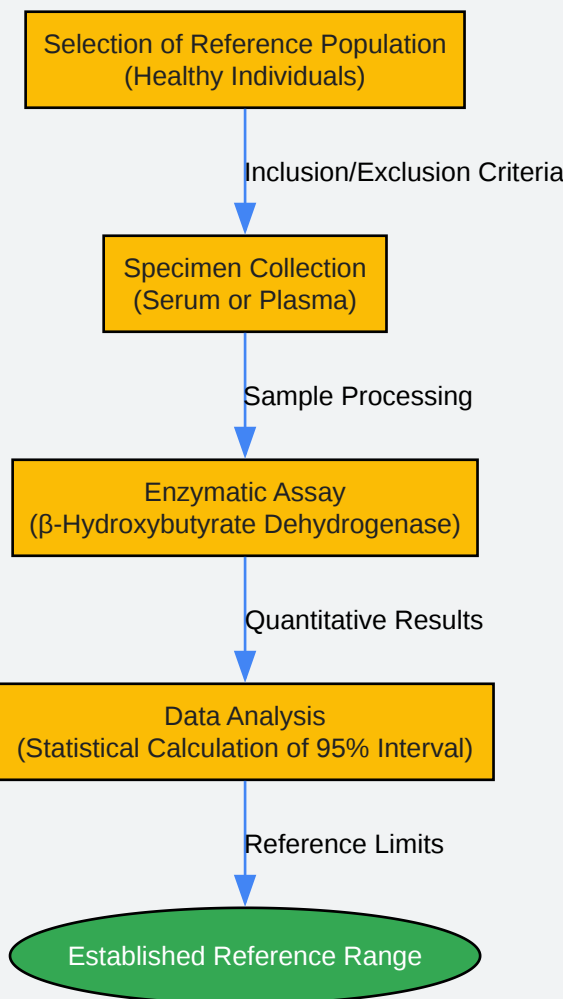 Selection of Reference Population
(Healthy Individuals)
Inclusion/Exclusion Criteria
Specimen Collection
(Serum or Plasma)
Sample Processing
Enzymatic Assay
(β-Hydroxybutyrate Dehydrogenase)
Quantitative Results
Data Analysis
(Statistical Calculation of 95% Interval)
Reference Limits
Established Reference Range